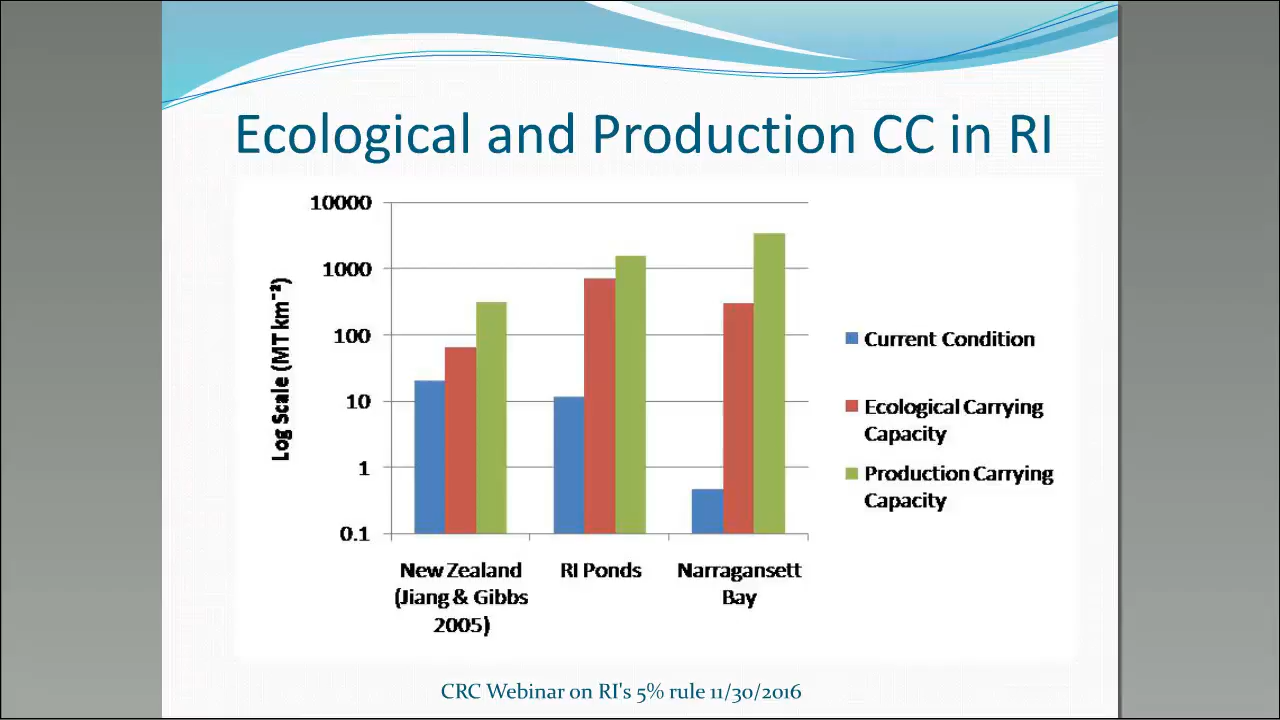 Ecological and Production CC in RI
10000
1000
100
10
1
0.1
Log Scale (MT km⁻²)
New Zealand
(Jiang & Gibbs
2005)
RI Ponds
Narragansett
Bay
Current Condition
Ecological Carrying
Capacity
Production Carrying
Capacity
CRC Webinar on RI's 5% rule 11/30/2016